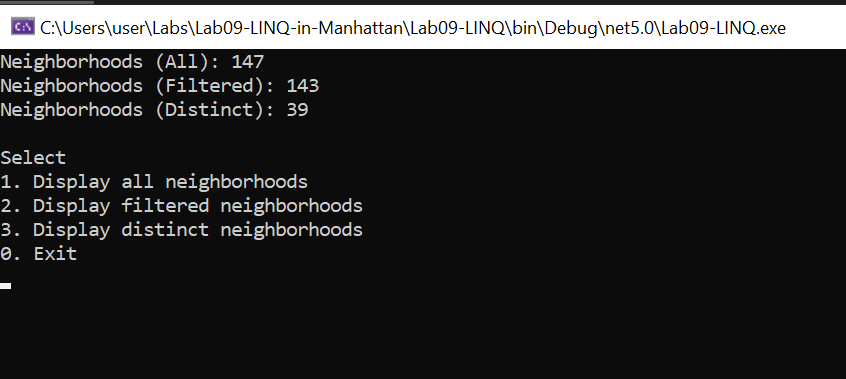 C:\Users\user\Labs\Lab09-LINQ-in-Manhattan\Lab09-LINQ\bin\Debug\net5.0\Lab09-LINQ.exe
Neighborhoods (All): 147
Neighborhoods (Filtered): 143
Neighborhoods (Distinct): 39
Select
1. Display all neighborhoods
2. Display filtered neighborhoods
3. Display distinct neighborhoods
0. Exit